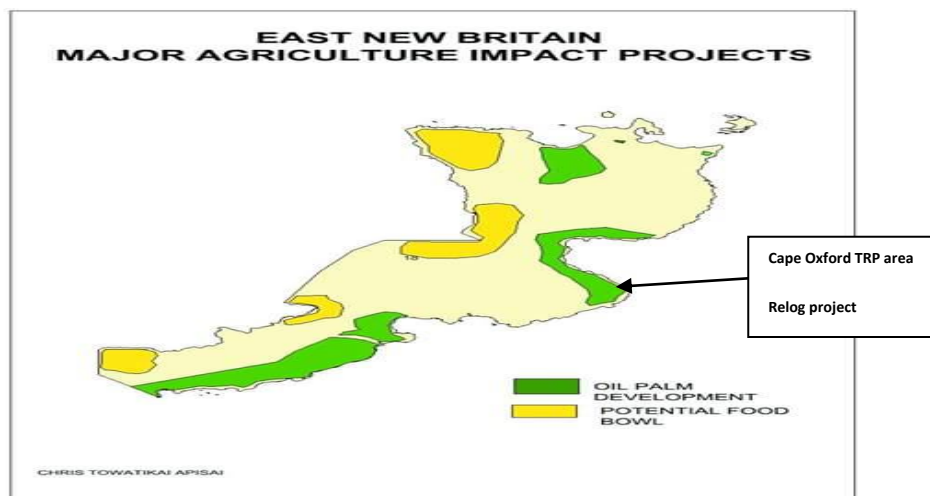 EAST NEW BRITAIN
MAJOR AGRICULTURE IMPACT PROJECTS
Cape Oxford TRP area
Relog project
OIL PALM
DEVELOPMENT
POTENTIAL FOOD
BOWL
CHRIS TOWATIKAI APISAI